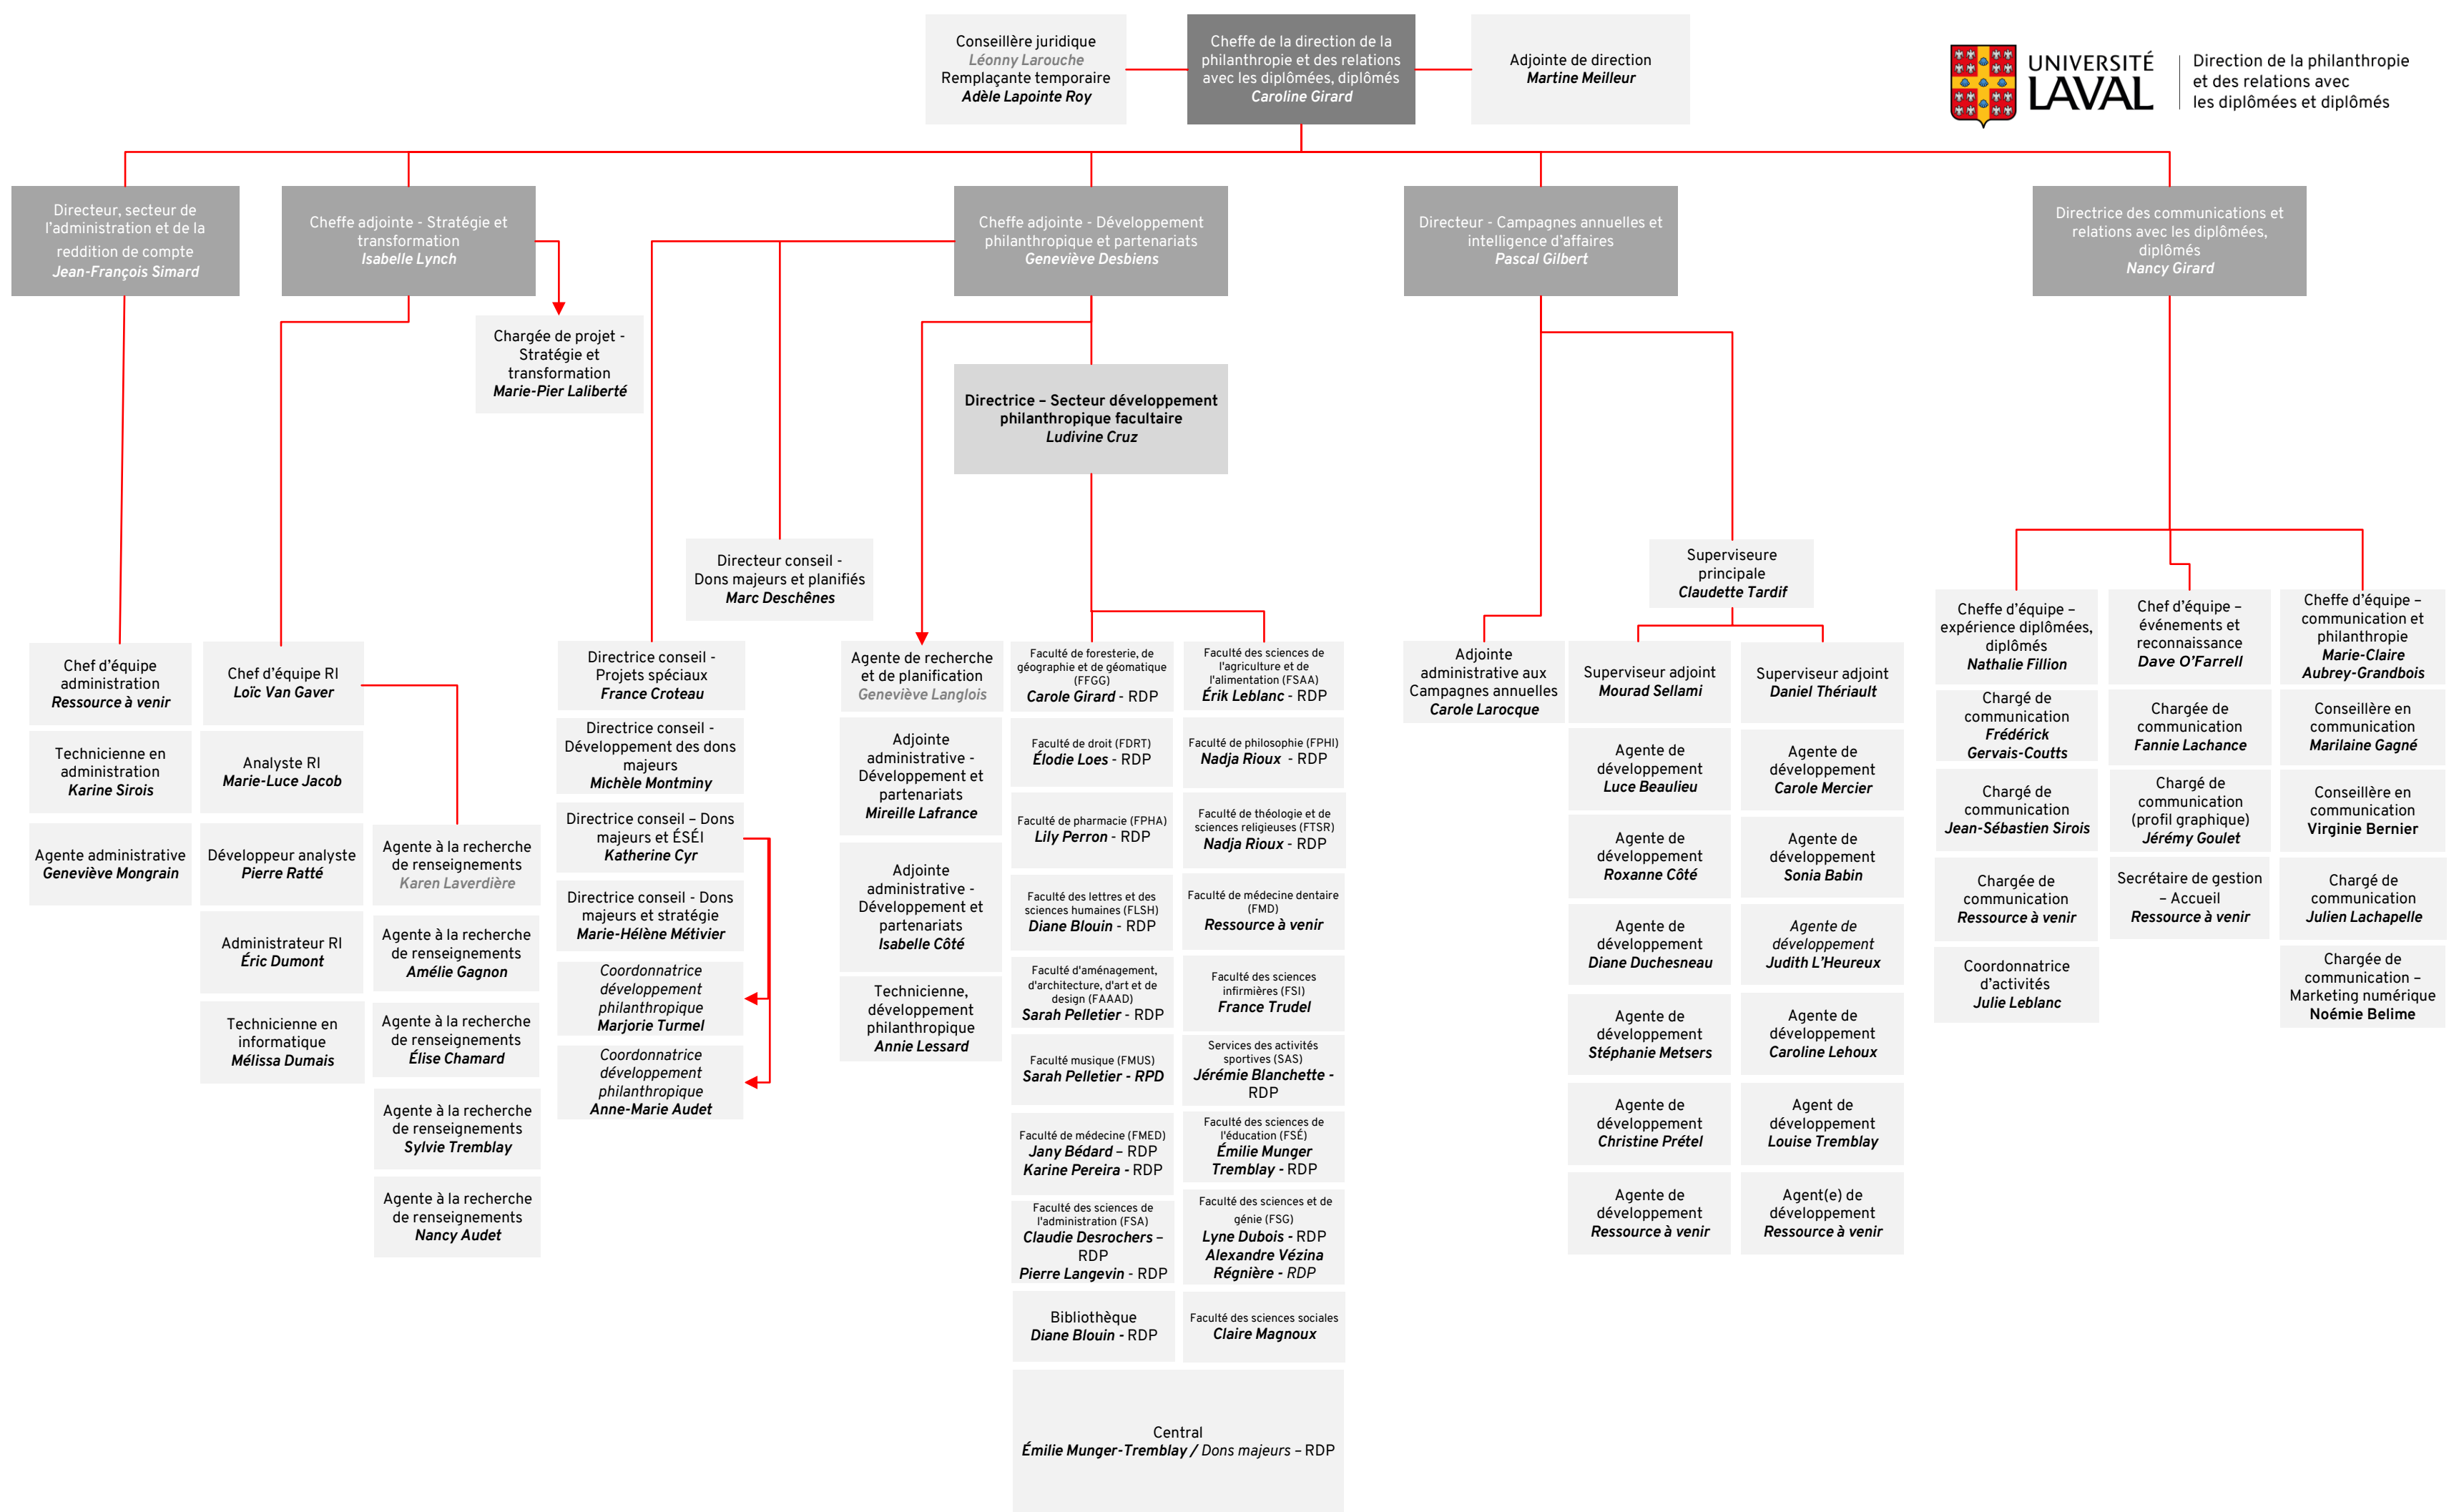 Conseillère juridique
Léonny Larouche
Remplaçante temporaire
Adèle Lapointe Roy
Cheffe de la direction de la
philanthropie et des relations
avec les diplômées, diplômés
Caroline Girard
Adjointe de direction
Martine Meilleur
UNIVERSITÉ
LAVAL
Direction de la philanthropie
et des relations avec
les diplômées et diplômés
Directeur, secteur de
l'administration et de la
reddition de compte
Jean-François Simard
Cheffe adjointe - Stratégie et
transformation
Isabelle Lynch
Cheffe adjointe - Développement
philanthropique et partenariats
Geneviève Desbiens
Directeur - Campagnes annuelles et
intelligence d'affaires
Pascal Gilbert
Directrice des communications et
relations avec les diplômées,
diplômés
Nancy Girard
Chargée de projet -
Stratégie et
transformation
Marie-Pier Laliberté
Directrice – Secteur développement
philanthropique facultaire
Ludivine Cruz
Directeur conseil -
Dons majeurs et planifiés
Marc Deschênes
Superviseure
principale
Claudette Tardif
Chef d'équipe
administration
Ressource à venir
Technicienne en
administration
Karine Sirois
Agente administrative
Geneviève Mongrain
Chef d'équipe RI
Loïc Van Gaver
Analyste RI
Marie-Luce Jacob
Développeur analyste
Pierre Ratté
Administrateur RI
Éric Dumont
Technicienne en
informatique
Mélissa Dumais
Agente à la recherche
de renseignements
Karen Laverdière
Agente à la recherche
de renseignements
Amélie Gagnon
Agente à la recherche
de renseignements
Élise Chamard
Agente à la recherche
de renseignements
Sylvie Tremblay
Agente à la recherche
de renseignements
Nancy Audet
Directrice conseil -
Projets spéciaux
France Croteau
Directrice conseil -
Développement des dons
majeurs
Michèle Montminy
Directrice conseil – Dons
majeurs et ÉSÉI
Katherine Cyr
Directrice conseil - Dons
majeurs et stratégie
Marie-Hélène Métivier
Coordonnatrice
développement
philanthropique
Marjorie Turmel
Coordonnatrice
développement
philanthropique
Anne-Marie Audet
Agente de recherche
et de planification
Geneviève Langlois
Adjointe
administrative -
Développement et
partenariats
Mireille Lafrance
Adjointe
administrative -
Développement et
partenariats
Isabelle Côté
Technicienne,
développement
philanthropique
Annie Lessard
Faculté de foresterie, de
géographie et de géomatique
(FFGG)
Carole Girard - RDP
Faculté de droit (FDRT)
Élodie Loes - RDP
Faculté de pharmacie (FPHA)
Lily Perron - RDP
Faculté des lettres et des
sciences humaines (FLSH)
Diane Blouin - RDP
Faculté d'aménagement,
d'architecture, d'art et de
design (FAAAD)
Sarah Pelletier - RDP
Faculté musique (FMUS)
Sarah Pelletier - RPD
Faculté de médecine (FMED)
Jany Bédard – RDP
Karine Pereira - RDP
Faculté des sciences de
l'administration (FSA)
Claudie Desrochers –
RDP
Pierre Langevin - RDP
Bibliothèque
Diane Blouin - RDP
Faculté des sciences de
l'agriculture et de
l'alimentation (FSAA)
Érik Leblanc - RDP
Faculté de philosophie (FPHI)
Nadja Rioux - RDP
Faculté de théologie et de
sciences religieuses (FTSR)
Nadja Rioux - RDP
Faculté de médecine dentaire
(FMD)
Ressource à venir
Faculté des sciences
infirmières (FSI)
France Trudel
Services des activités
sportives (SAS)
Jérémie Blanchette -
RDP
Faculté des sciences de
l'éducation (FSÉ)
Émilie Munger
Tremblay - RDP
Faculté des sciences et de
génie (FSG)
Lyne Dubois - RDP
Alexandre Vézina
Régnière - RDP
Faculté des sciences sociales
Claire Magnoux
Central
Émilie Munger-Tremblay / Dons majeurs – RDP
Adjointe
administrative aux
Campagnes annuelles
Carole Larocque
Superviseur adjoint
Mourad Sellami
Agente de
développement
Luce Beaulieu
Agente de
développement
Roxanne Côté
Agente de
développement
Diane Duchesneau
Agente de
développement
Stéphanie Metsers
Agente de
développement
Christine Prétel
Agente de
développement
Ressource à venir
Superviseur adjoint
Daniel Thériault
Agente de
développement
Carole Mercier
Agente de
développement
Sonia Babin
Agente de
développement
Judith L'Heureux
Agente de
développement
Caroline Lehoux
Agent de
développement
Louise Tremblay
Agent(e) de
développement
Ressource à venir
Cheffe d'équipe –
expérience diplômées,
diplômés
Nathalie Fillion
Chargé de
communication
Frédérick
Gervais-Coutts
Chargé de
communication
Jean-Sébastien Sirois
Chargée de
communication
Ressource à venir
Coordonnatrice
d'activités
Julie Leblanc
Chef d'équipe –
événements et
reconnaissance
Dave O'Farrell
Chargée de
communication
Fannie Lachance
Chargé de
communication
(profil graphique)
Jérémy Goulet
Secrétaire de gestion
– Accueil
Ressource à venir
Cheffe d'équipe –
communication et
philanthropie
Marie-Claire
Aubrey-Grandbois
Conseillère en
communication
Marilaine Gagné
Conseillère en
communication
Virginie Bernier
Chargé de
communication
Julien Lachapelle
Chargée de
communication –
Marketing numérique
Noémie Belime